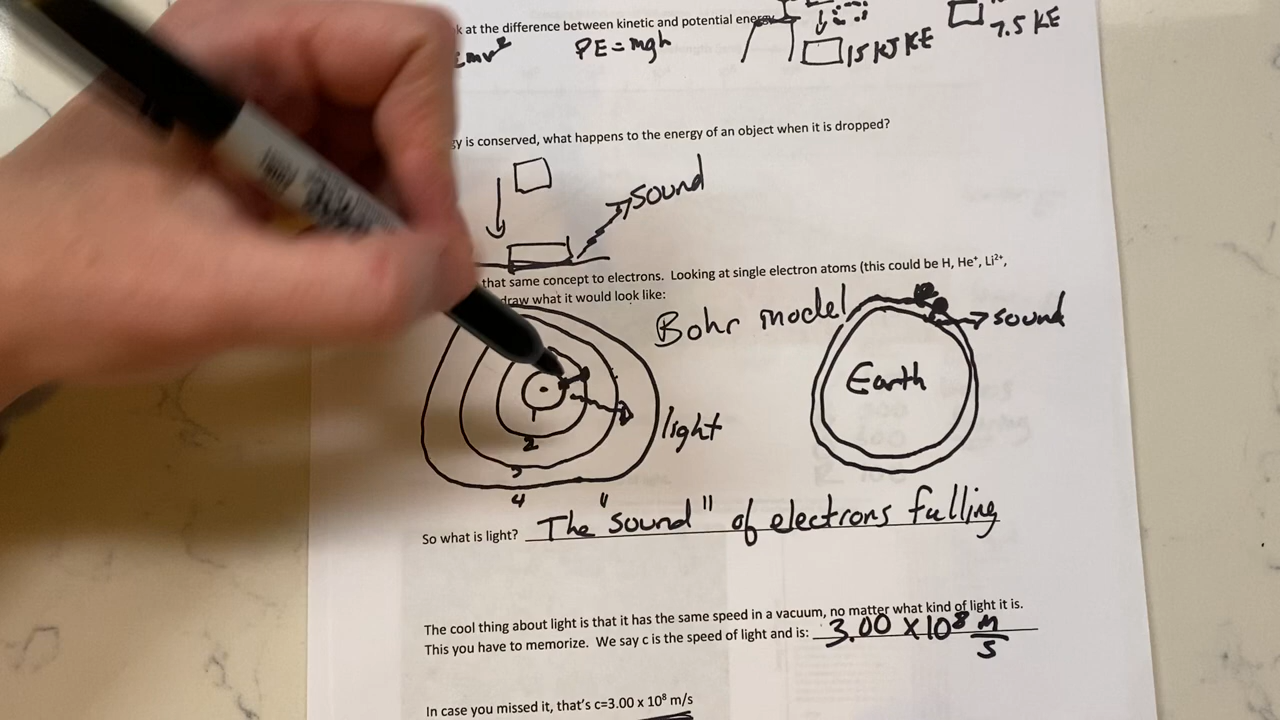 k at the difference between kinetic and potential energy
mv² PE=mgh 15 KJ KE 7.5 KE
gy is conserved, what happens to the energy of an object when it is dropped?
sound
that same concept to electrons. Looking at single electron atoms (this could be H, He⁺, Li²⁺,
draw what it would look like:
Bohr model
sound
Earth
light
1
2
3
4
So what is light? The "sound" of electrons falling
The cool thing about light is that it has the same speed in a vacuum, no matter what kind of light it is.
This you have to memorize. We say c is the speed of light and is: 3.00 x10⁸ m/s
In case you missed it, that's c=3.00 x 10⁸ m/s